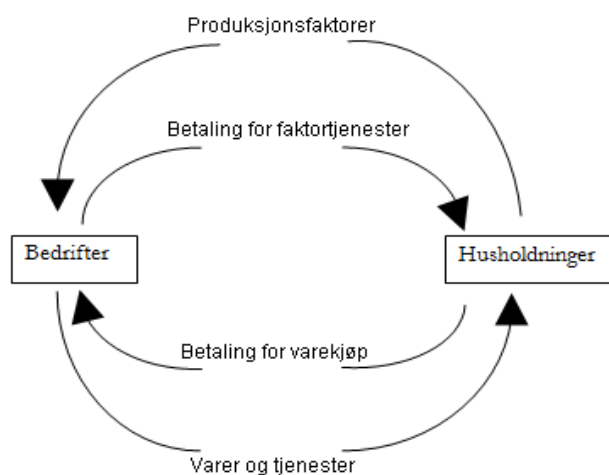 Produksjonsfaktorer
Betaling for faktortjenester
Bedrifter
Husholdninger
Betaling for varekjøp
Varer og tjenester